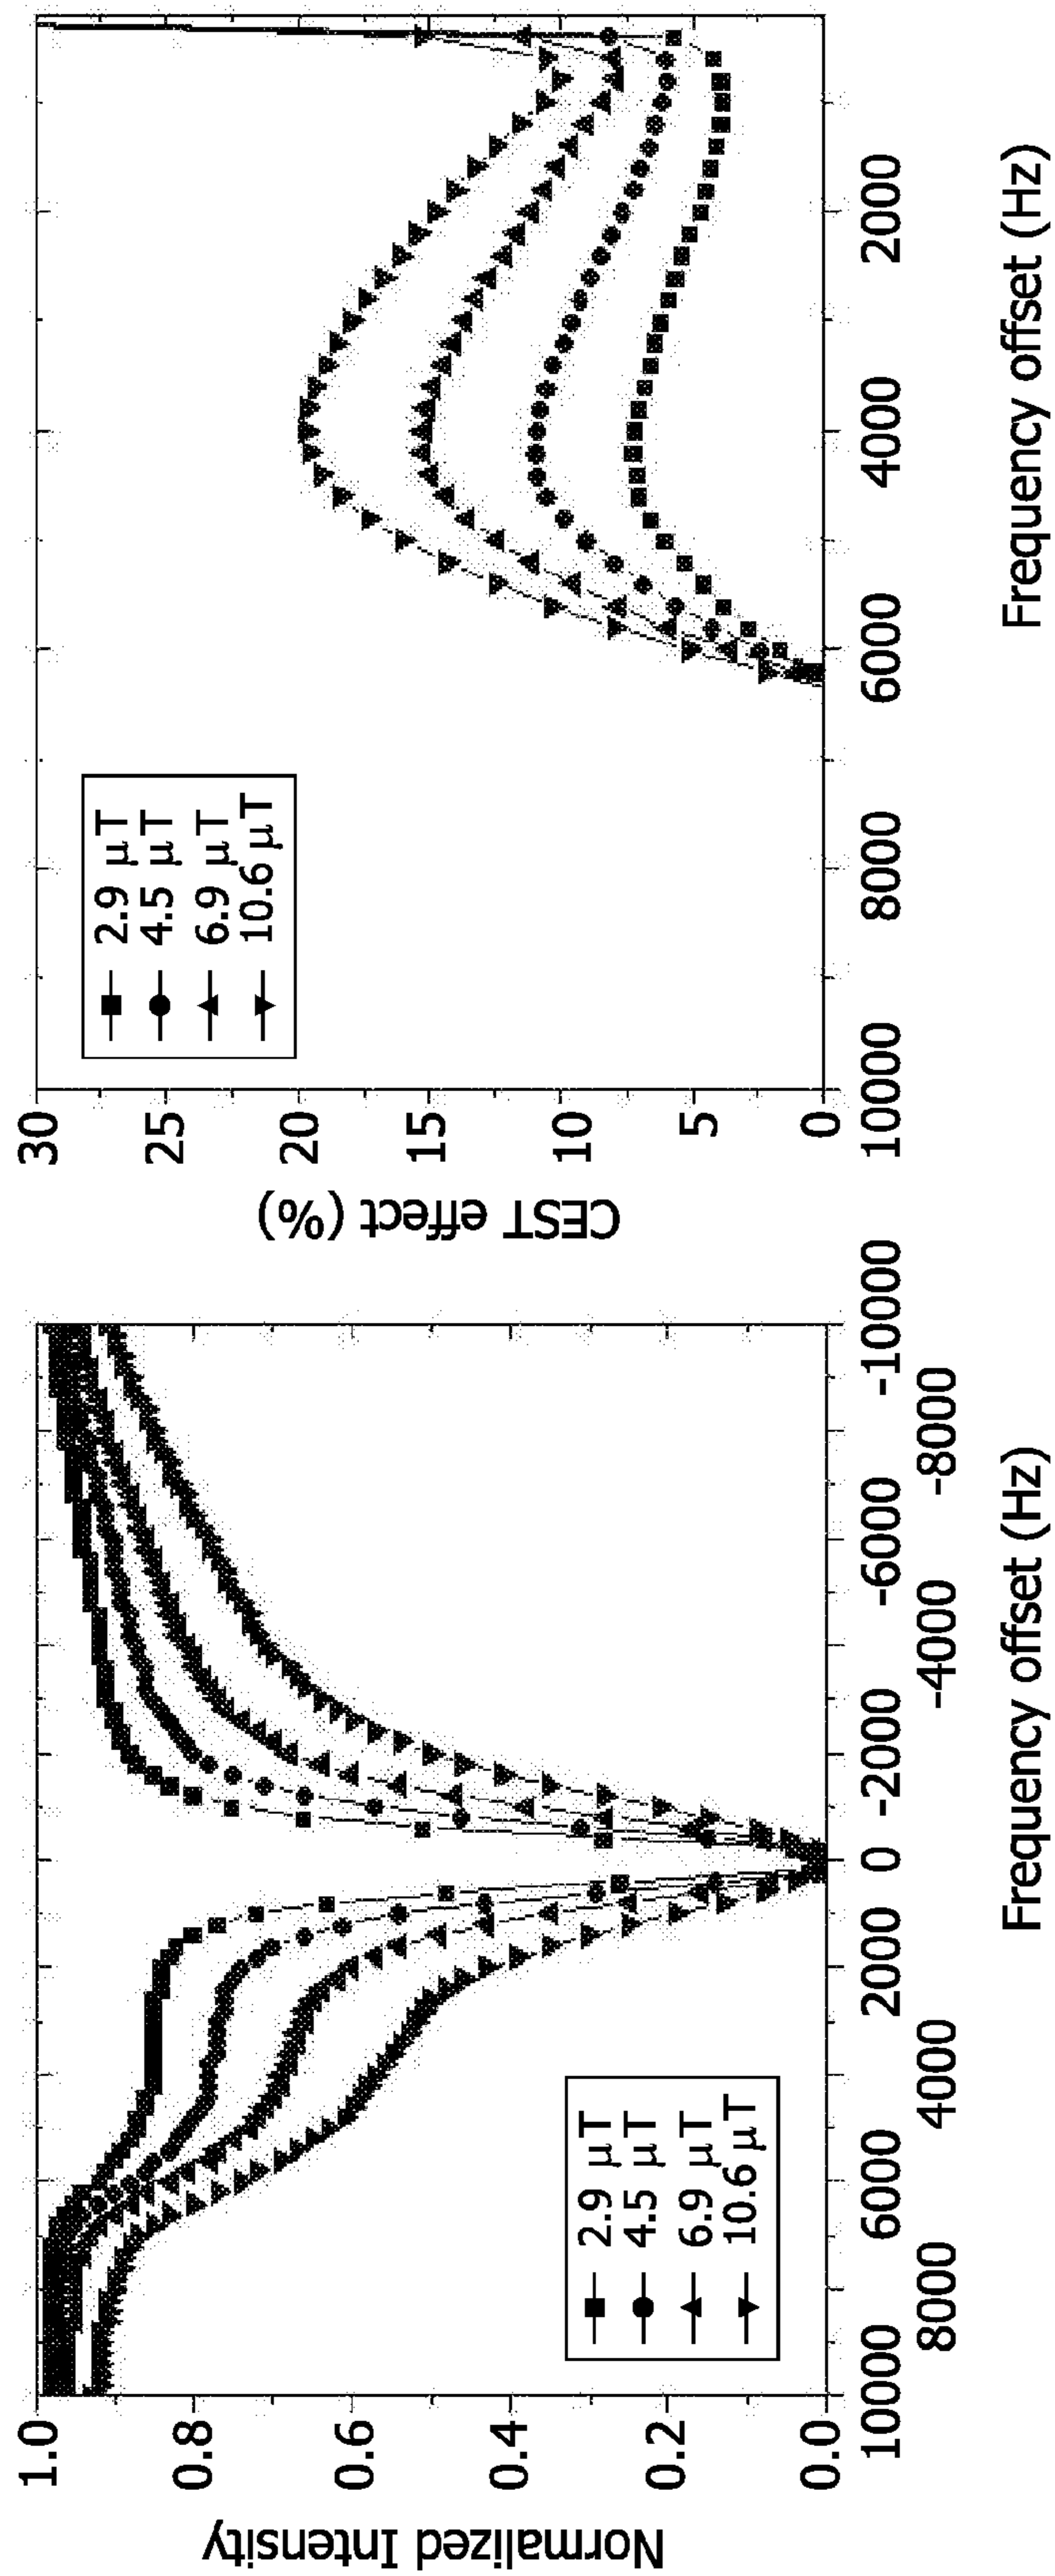 1.0
0.8
0.6
0.4
0.2
0.0
Normalized Intensity
2.9 μT
4.5 μT
6.9 μT
10.6 μT
10000 6000 2000 0 -2000 -6000 -10000
8000 4000 -4000 -8000
Frequency offset (Hz)
30
25
20
15
10
5
0
CEST effect (%)
2.9 μT
4.5 μT
6.9 μT
10.6 μT
10000 8000 6000 4000 2000
Frequency offset (Hz)